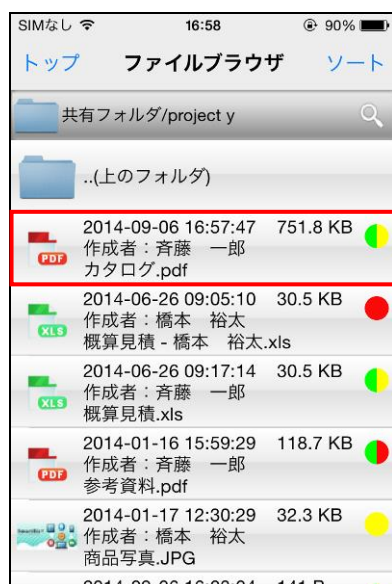 SIMなし 16:58 90%
トップ ファイルブラウザ ソート
共有フォルダ/project y
..(上のフォルダ)
2014-09-06 16:57:47 751.8 KB
作成者：斉藤　一郎
PDF
カタログ.pdf
2014-06-26 09:05:10 30.5 KB
作成者：橋本　裕太
XLS
概算見積 - 橋本　裕太.xls
2014-06-26 09:17:14 30.5 KB
作成者：橋本　裕太
XLS
概算見積.xls
2014-01-16 15:59:29 118.7 KB
作成者：斉藤　一郎
PDF
参考資料.pdf
2014-01-17 12:30:29 32.3 KB
作成者：橋本　裕太
商品写真.JPG